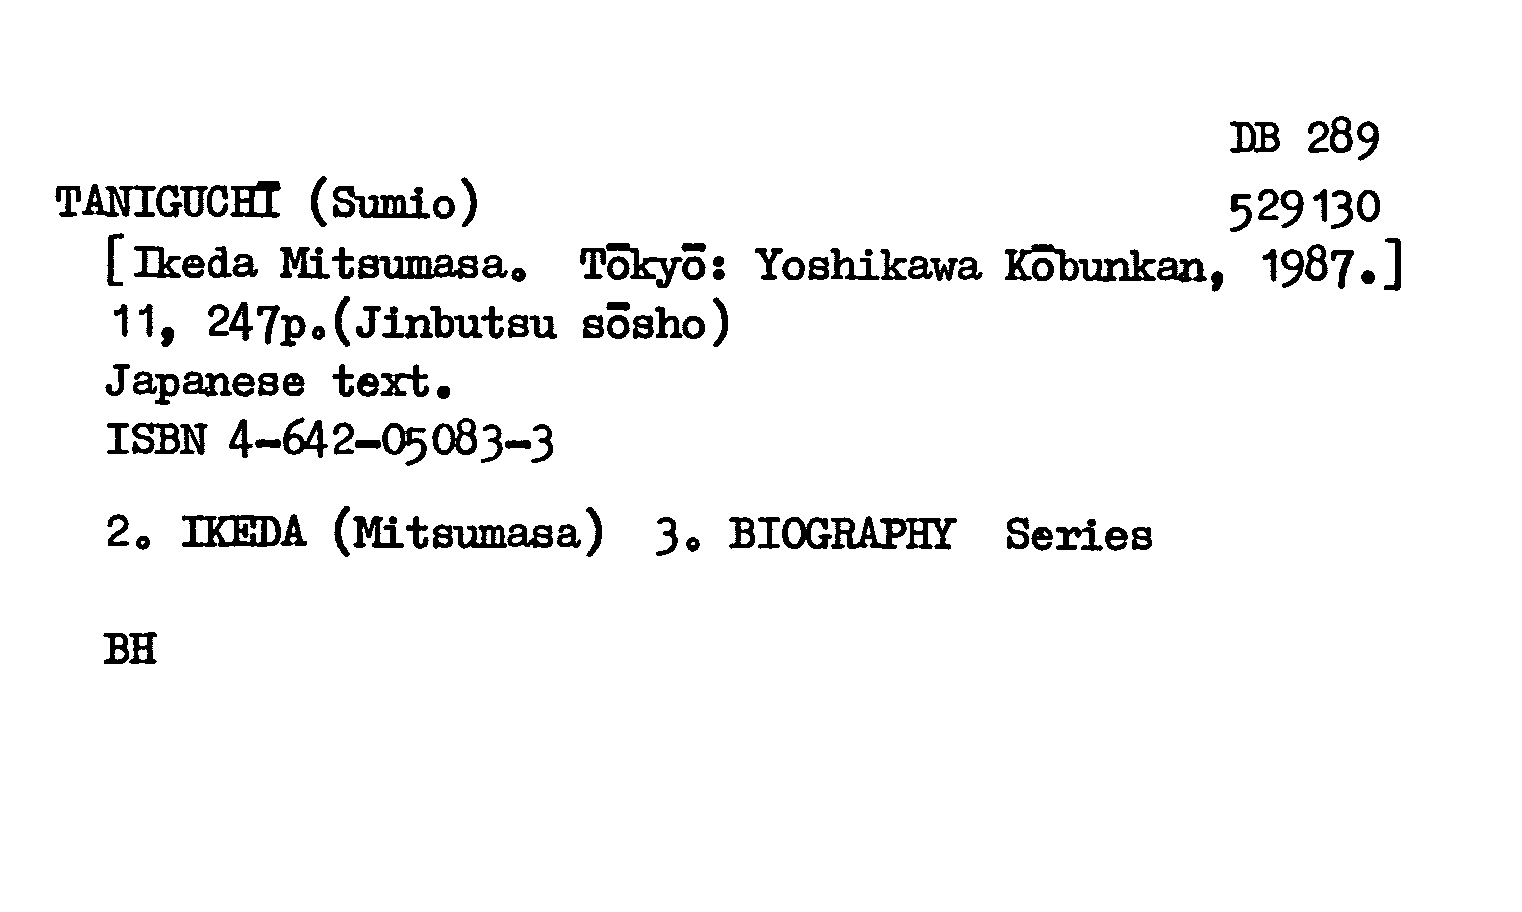 DB 289
TANIGUCHĪ (Sumio) 529130
[Ikeda Mitsumasa. Tōkyō: Yoshikawa Kōbunkan, 1987.]
11, 247p.(Jinbutsu sōsho)
Japanese text.
ISBN 4-642-05083-3
2. IKEDA (Mitsumasa) 3. BIOGRAPHY Series
BH